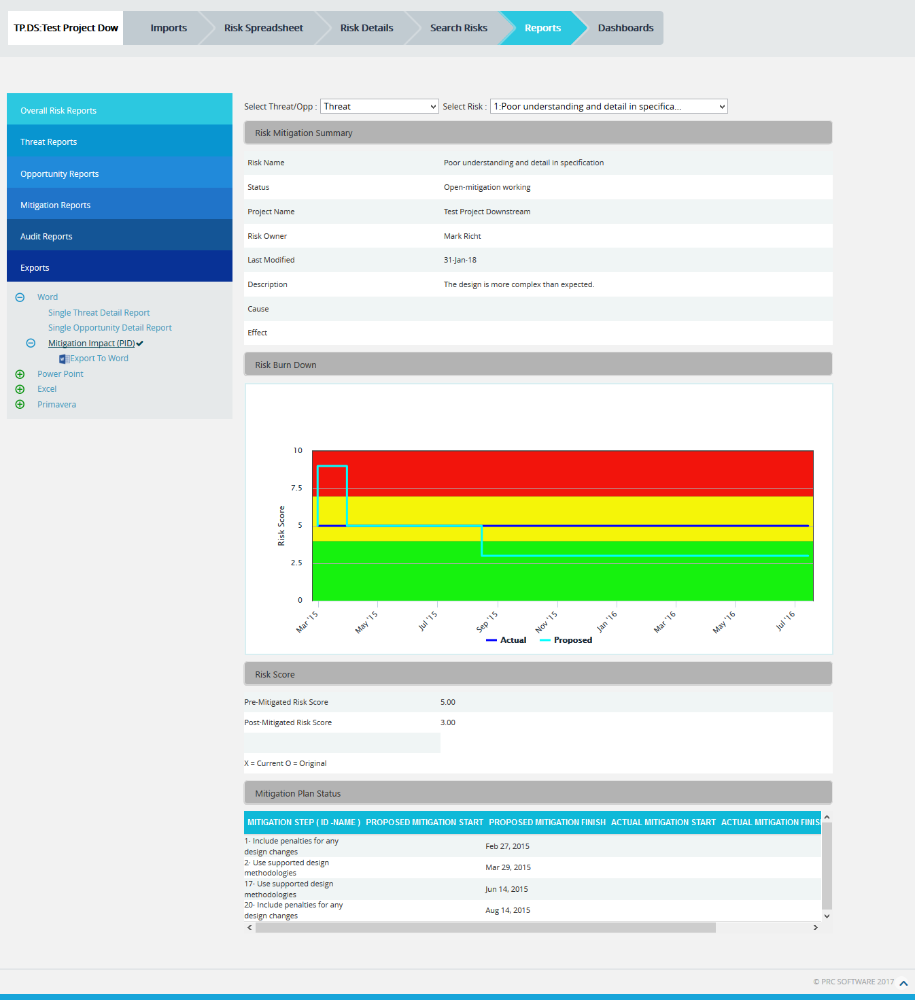 TP.DS:Test Project Dow
Imports
Risk Spreadsheet
Risk Details
Search Risks
Reports
Dashboards
Overall Risk Reports
Threat Reports
Opportunity Reports
Mitigation Reports
Audit Reports
Exports
Word
Single Threat Detail Report
Single Opportunity Detail Report
Mitigation Impact (PID)
Export To Word
Power Point
Excel
Primavera
Select Threat/Opp : Threat Select Risk : 1:Poor understanding and detail in specifica...
Risk Mitigation Summary
Risk Name Poor understanding and detail in specification
Status Open-mitigation working
Project Name Test Project Downstream
Risk Owner Mark Richt
Last Modified 31-Jan-18
Description The design is more complex than expected.
Cause
Effect
Risk Burn Down
Risk Score
10
7.5
5
2.5
0
Mar '15 May '15 Jul '15 Sep '15 Nov '15 Jan '16 Mar '16 May '16 Jul '16
Actual Proposed
Risk Score
Pre-Mitigated Risk Score 5.00
Post-Mitigated Risk Score 3.00
X = Current O = Original
Mitigation Plan Status
MITIGATION STEP ( ID -NAME ) PROPOSED MITIGATION START PROPOSED MITIGATION FINISH ACTUAL MITIGATION START ACTUAL MITIGATION FINIS
1- Include penalties for any
design changes
Feb 27, 2015
2- Use supported design
methodologies
Mar 29, 2015
17- Use supported design
methodologies
Jun 14, 2015
20- Include penalties for any
design changes
Aug 14, 2015
© PRC SOFTWARE 2017